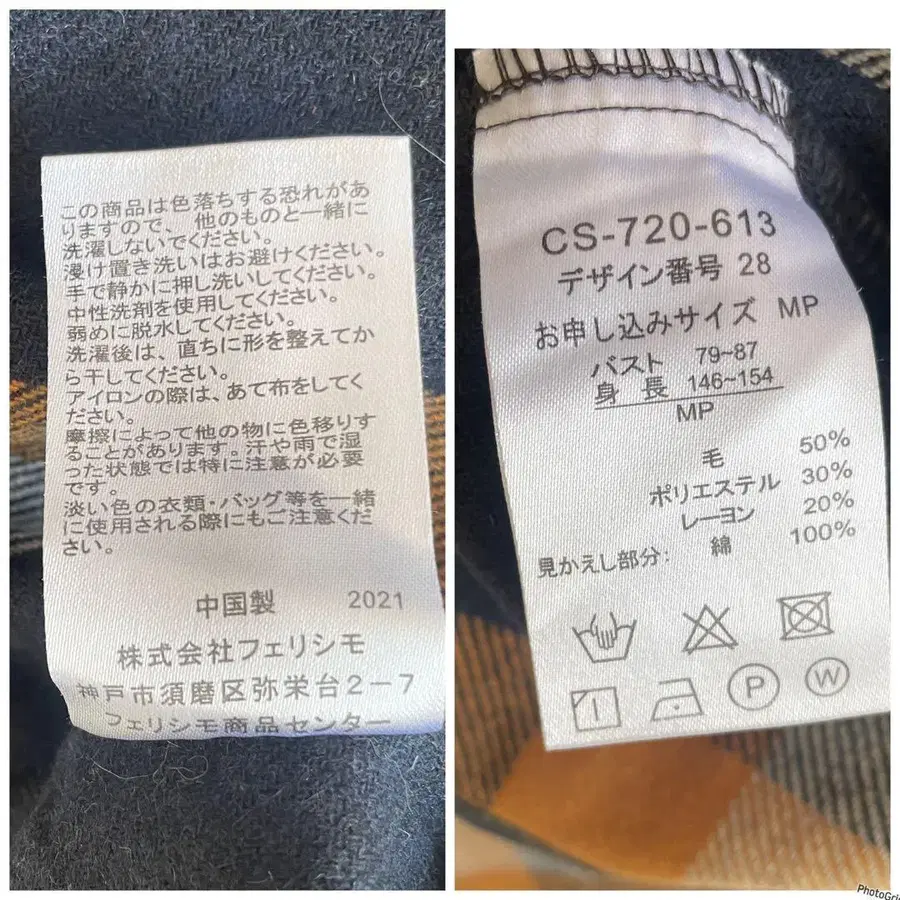 この商品は色落ちする恐れがあ
りますので、他のものと一緒に
洗濯しないでください。
浸け置き洗いはお避けください。
手で静かに押し洗いしてください。
中性洗剤を使用してください。
弱めに脱水してください。
洗濯後は、直ちに形を整えてか
ら干してください。
アイロンの際は、あて布をしてく
ださい。
摩擦によって他の物に色移りす
ることがあります。汗や雨で湿
った状態では特に注意が必要
です。
淡い色の衣類・バッグ等を一緒
に使用される際にもご注意くだ
さい。
中国製 2021
株式会社フェリシモ
神戸市須磨区弥栄台2-7
フェリシモ商品センター
CS-720-613
デザイン番号 28
お申し込みサイズ MP
バスト 79~87
身長 146~154
MP
毛 50%
ポリエステル 30%
レーヨン 20%
見かえし部分: 綿 100%
P W
PhotoGri